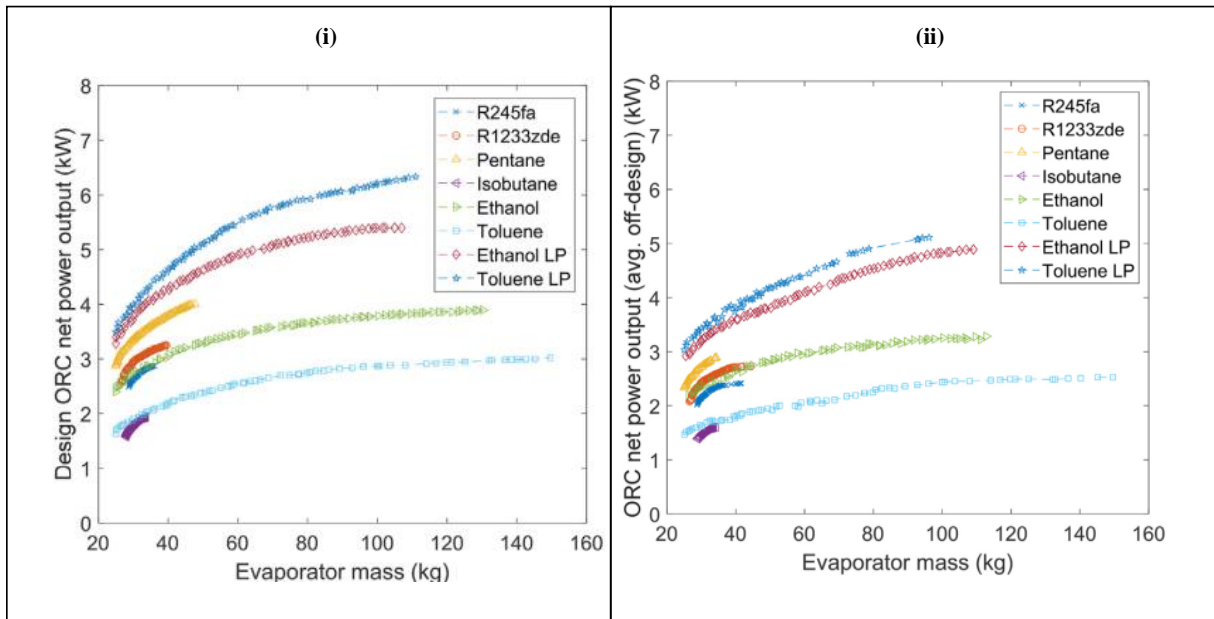 (i)
Design ORC net power output (kW)
8
7
6
5
4
3
2
1
0
20 40 60 80 100 120 140 160
Evaporator mass (kg)
R245fa
R1233zde
Pentane
Isobutane
Ethanol
Toluene
Ethanol LP
Toluene LP
(ii)
ORC net power output (avg. off-design) (kW)
8
7
6
5
4
3
2
1
0
20 40 60 80 100 120 140 160
Evaporator mass (kg)
R245fa
R1233zde
Pentane
Isobutane
Ethanol
Toluene
Ethanol LP
Toluene LP